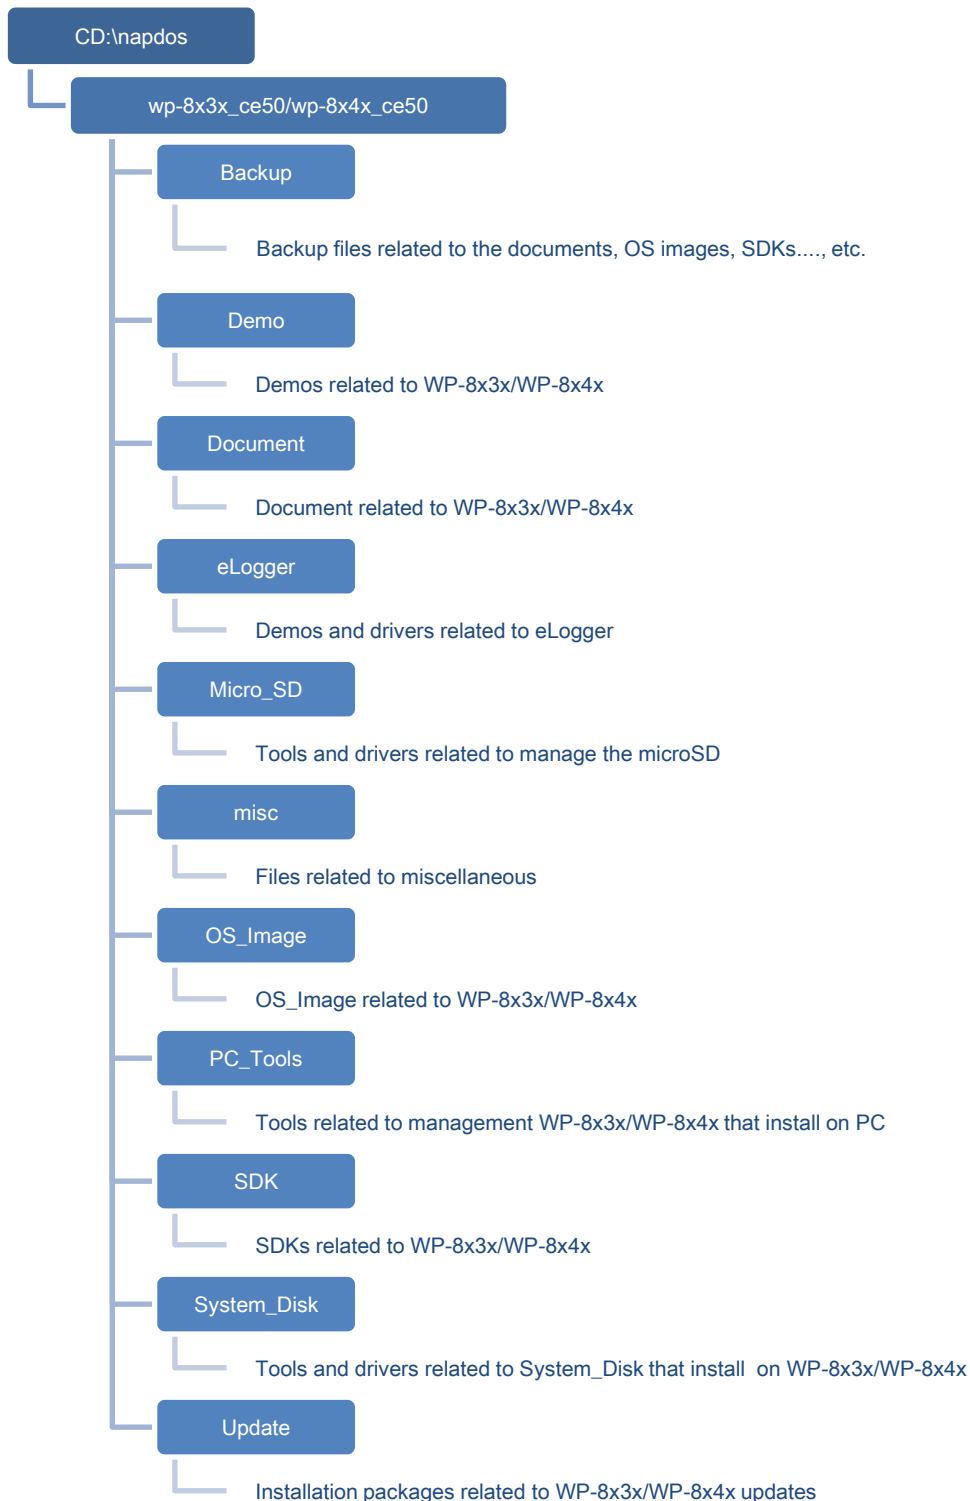 CD:\napdos
wp-8x3x_ce50/wp-8x4x_ce50
Backup
Backup files related to the documents, OS images, SDKs...., etc.
Demo
Demos related to WP-8x3x/WP-8x4x
Document
Document related to WP-8x3x/WP-8x4x
eLogger
Demos and drivers related to eLogger
Micro_SD
Tools and drivers related to manage the microSD
misc
Files related to miscellaneous
OS_Image
OS_Image related to WP-8x3x/WP-8x4x
PC_Tools
Tools related to management WP-8x3x/WP-8x4x that install on PC
SDK
SDKs related to WP-8x3x/WP-8x4x
System_Disk
Tools and drivers related to System_Disk that install  on WP-8x3x/WP-8x4x
Update
Installation packages related to WP-8x3x/WP-8x4x updates